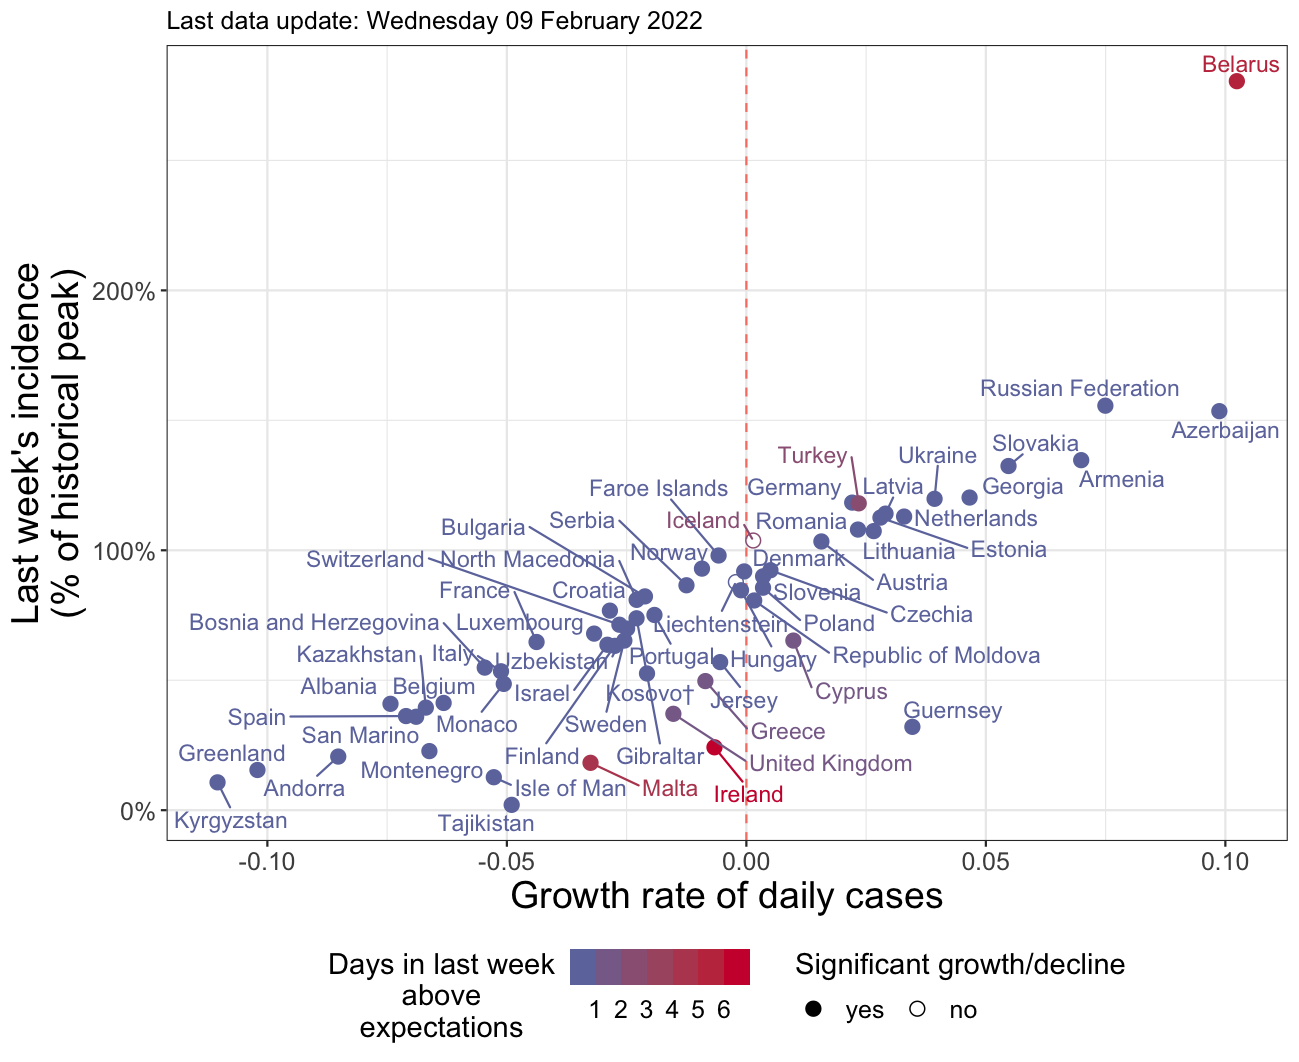 Last data update: Wednesday 09 February 2022
Last week's incidence
(% of historical peak)
200%
100%
0%
Belarus
Russian Federation
Azerbaijan
Slovakia
Armenia
Turkey
Ukraine
Georgia
Faroe Islands
Germany
Latvia
Serbia
Iceland
Romania
Netherlands
Bulgaria
Norway
Denmark
Lithuania
Estonia
Switzerland
North Macedonia
Austria
France
Croatia
Slovenia
Czechia
Bosnia and Herzegovina
Luxembourg
Liechtenstein
Poland
Kazakhstan
Italy
Uzbekistan
Portugal
Hungary
Republic of Moldova
Albania
Belgium
Israel
Kosovo†
Jersey
Cyprus
Spain
Monaco
Sweden
Greece
Guernsey
San Marino
Greenland
Finland
Gibraltar
United Kingdom
Andorra
Montenegro
Isle of Man
Malta
Ireland
Kyrgyzstan
Tajikistan
-0.10
-0.05
0.00
0.05
0.10
Growth rate of daily cases
Days in last week
above
expectations
1 2 3 4 5 6
Significant growth/decline
yes
no